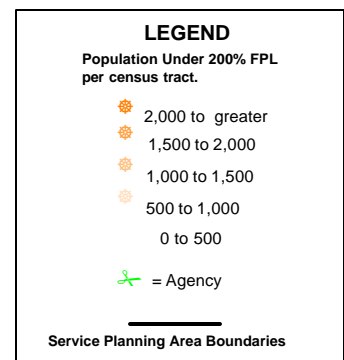 LEGEND
Population Under 200% FPL
per census tract.
2,000 to greater
1,500 to 2,000
1,000 to 1,500
500 to 1,000
0 to 500
= Agency
Service Planning Area Boundaries